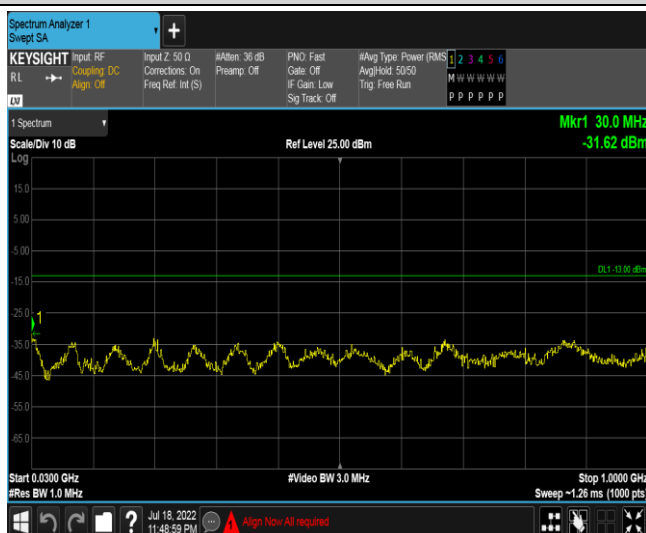 Spectrum Analyzer 1
Swept SA
+
KEYSIGHT Input: RF Input Z: 50 Ω #Atten: 36 dB PNO: Fast #Avg Type: Power (RMS 1 2 3 4 5 6
RL Coupling: DC Corrections: On Preamp: Off Gate: Off Avg|Hold: 50/50 M W W W W W
Align: Off Freq Ref: Int (S) IF Gain: Low Trig: Free Run
Sig Track: Off P P P P P P
LXI
1 Spectrum Mkr1 30.0 MHz
Scale/Div 10 dB Ref Level 25.00 dBm -31.62 dBm
Log
15.0
5.00
-5.00
DL1 -13.00 dBm
-15.0
-25.0
1
-35.0
-45.0
-55.0
-65.0
Start 0.0300 GHz #Video BW 3.0 MHz Stop 1.0000 GHz
#Res BW 1.0 MHz Sweep ~1.26 ms (1000 pts)
? Jul 18, 2022 Align Now All required
11:48:59 PM